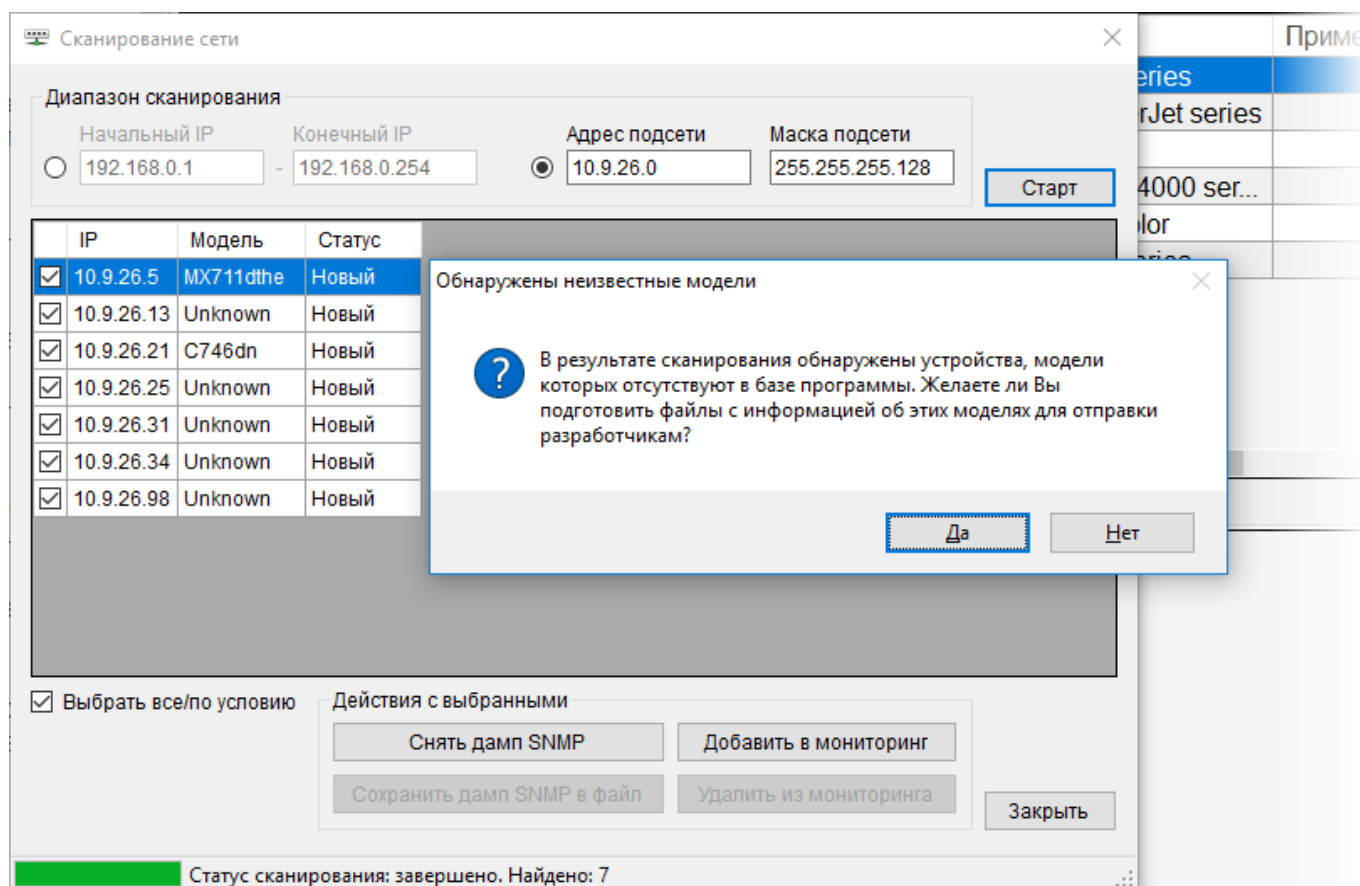 Сканирование сети
Приме
Диапазон сканирования
Начальный IP Конечный IP Адрес подсети Маска подсети
192.168.0.1 - 192.168.0.254 10.9.26.0 255.255.255.128
Старт
eries
rJet series
4000 ser...
lor
eries
IP Модель Статус
10.9.26.5 MX711dthe Новый
10.9.26.13 Unknown Новый
10.9.26.21 C746dn Новый
10.9.26.25 Unknown Новый
10.9.26.31 Unknown Новый
10.9.26.34 Unknown Новый
10.9.26.98 Unknown Новый
Обнаружены неизвестные модели
В результате сканирования обнаружены устройства, модели
которых отсутствуют в базе программы. Желаете ли Вы
подготовить файлы с информацией об этих моделях для отправки
разработчикам?
Да Нет
Выбрать все/по условию
Действия с выбранными
Снять дамп SNMP Добавить в мониторинг
Сохранить дамп SNMP в файл Удалить из мониторинга
Закрыть
Статус сканирования: завершено. Найдено: 7